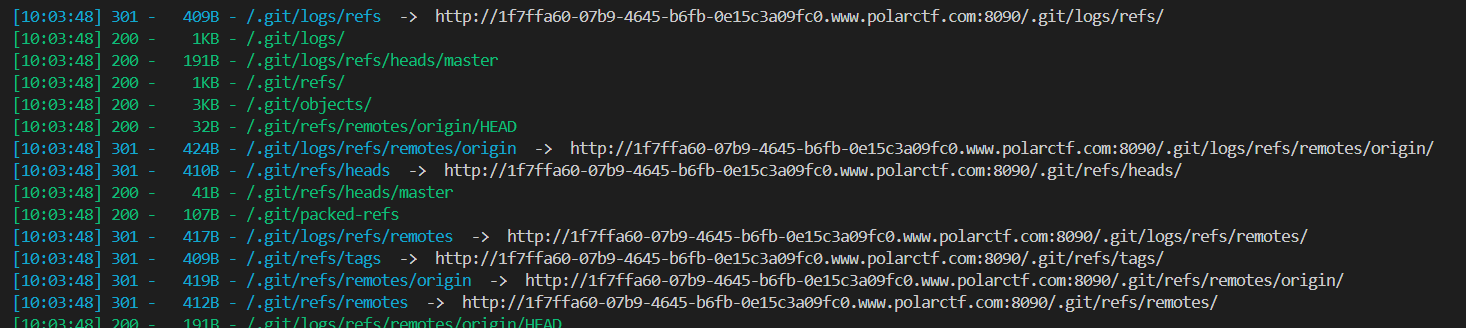 [10:03:48] 301 - 409B - /.git/logs/refs -> http://1f7ffa60-07b9-4645-b6fb-0e15c3a09fc0.www.polarctf.com:8090/.git/logs/refs/
[10:03:48] 200 - 1KB - /.git/logs/
[10:03:48] 200 - 191B - /.git/logs/refs/heads/master
[10:03:48] 200 - 1KB - /.git/refs/
[10:03:48] 200 - 3KB - /.git/objects/
[10:03:48] 200 - 32B - /.git/refs/remotes/origin/HEAD
[10:03:48] 301 - 424B - /.git/logs/refs/remotes/origin -> http://1f7ffa60-07b9-4645-b6fb-0e15c3a09fc0.www.polarctf.com:8090/.git/logs/refs/remotes/origin/
[10:03:48] 301 - 410B - /.git/refs/heads -> http://1f7ffa60-07b9-4645-b6fb-0e15c3a09fc0.www.polarctf.com:8090/.git/refs/heads/
[10:03:48] 200 - 41B - /.git/refs/heads/master
[10:03:48] 200 - 107B - /.git/packed-refs
[10:03:48] 301 - 417B - /.git/logs/refs/remotes -> http://1f7ffa60-07b9-4645-b6fb-0e15c3a09fc0.www.polarctf.com:8090/.git/logs/refs/remotes/
[10:03:48] 301 - 409B - /.git/refs/tags -> http://1f7ffa60-07b9-4645-b6fb-0e15c3a09fc0.www.polarctf.com:8090/.git/refs/tags/
[10:03:48] 301 - 419B - /.git/refs/remotes/origin -> http://1f7ffa60-07b9-4645-b6fb-0e15c3a09fc0.www.polarctf.com:8090/.git/refs/remotes/origin/
[10:03:48] 301 - 412B - /.git/refs/remotes -> http://1f7ffa60-07b9-4645-b6fb-0e15c3a09fc0.www.polarctf.com:8090/.git/refs/remotes/
[10:03:48] 200 - 191B - /.git/logs/refs/remotes/origin/HEAD